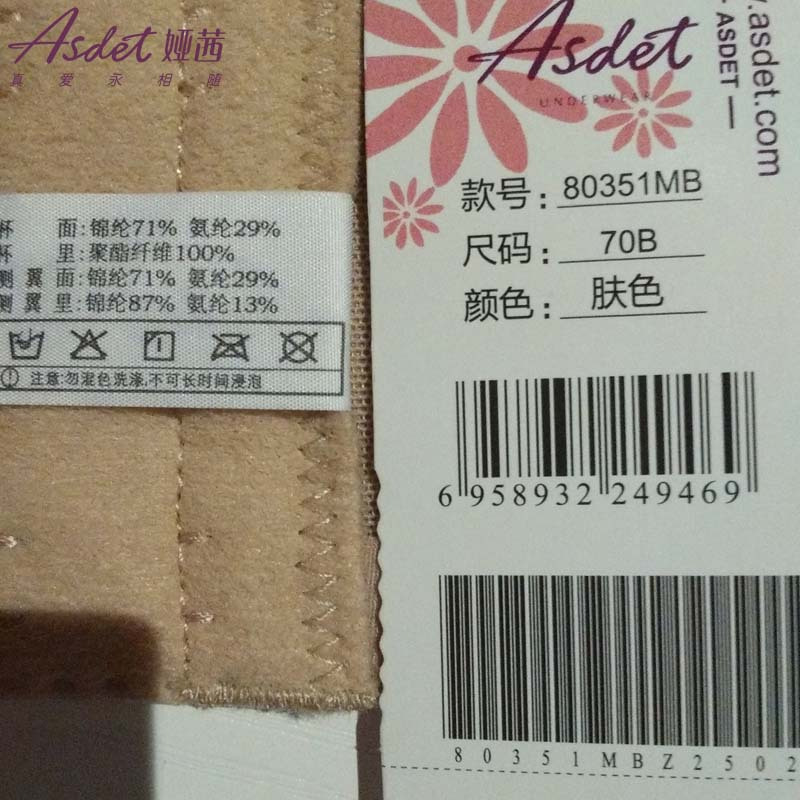 Asdet 娅茜
真爱永相随
杯 面:锦纶71% 氨纶29%
杯 里:聚酯纤维100%
侧翼面:锦纶71% 氨纶29%
侧翼里:锦纶87% 氨纶13%
注意:勿混色洗涤,不可长时间浸泡
Asdet
UNDERWEAR
.asdet.com
ASDET —
款号: 80351MB
尺码: 70B
颜色: 肤色
6 958932 249469
80351MBZ2502